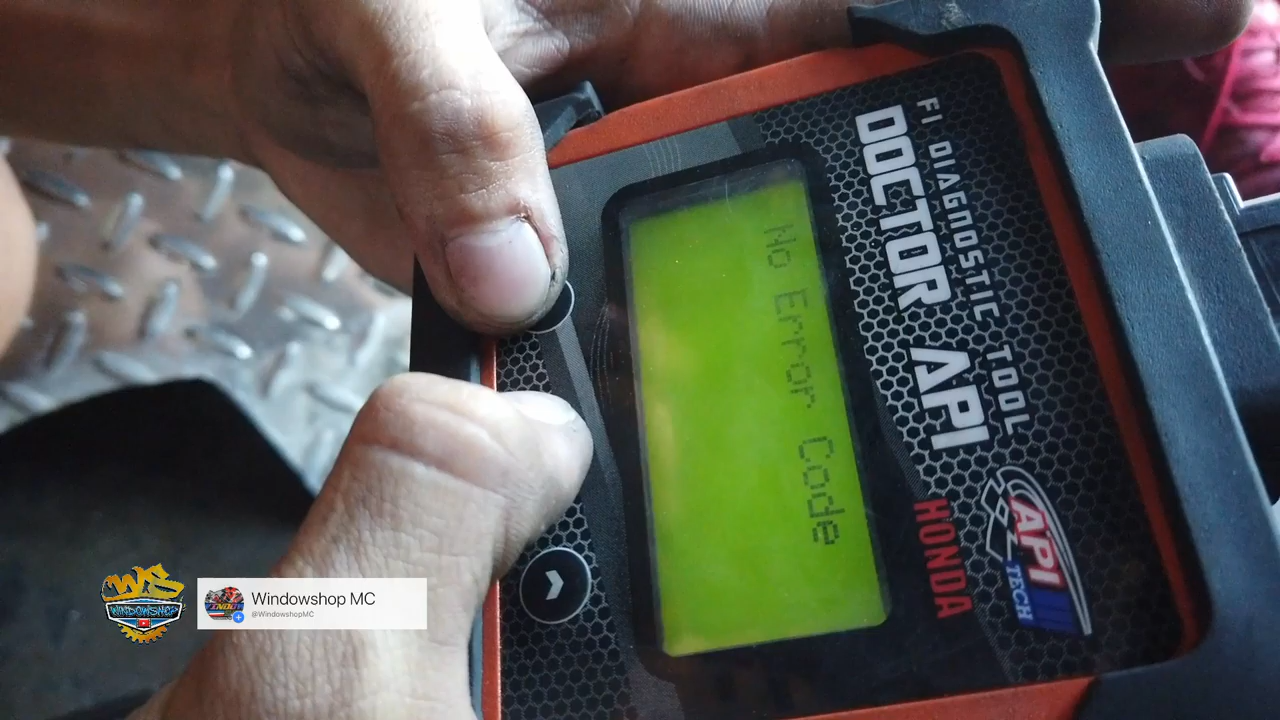 FI DIAGNOSTIC TOOL
DOCTOR API
HONDA
API
TECH
No Error Code
WS
WINDOWSHOP
Windowshop MC
@WindowshopMC